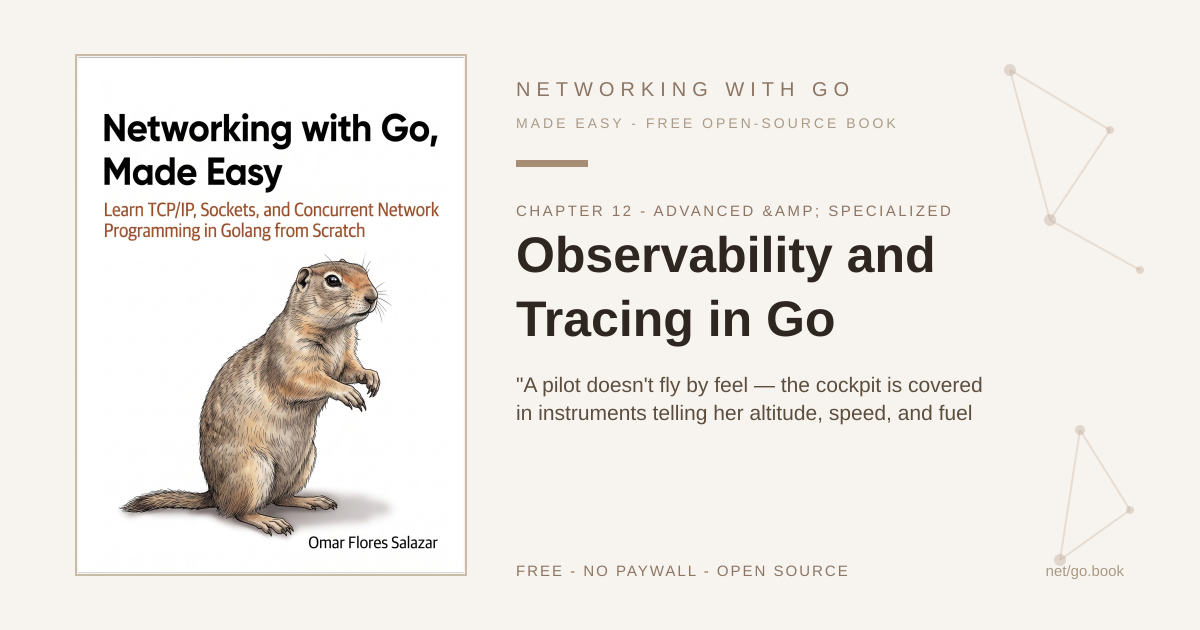 Networking with Go,
Made Easy
Learn TCP/IP, Sockets, and Concurrent Network
Programming in Golang from Scratch
Omar Flores Salazar
NETWORKING WITH GO
MADE EASY - FREE OPEN-SOURCE BOOK
CHAPTER 12 - ADVANCED &AMP; SPECIALIZED
Observability and
Tracing in Go
"A pilot doesn't fly by feel — the cockpit is covered
in instruments telling her altitude, speed, and fuel
FREE - NO PAYWALL - OPEN SOURCE
net/go.book